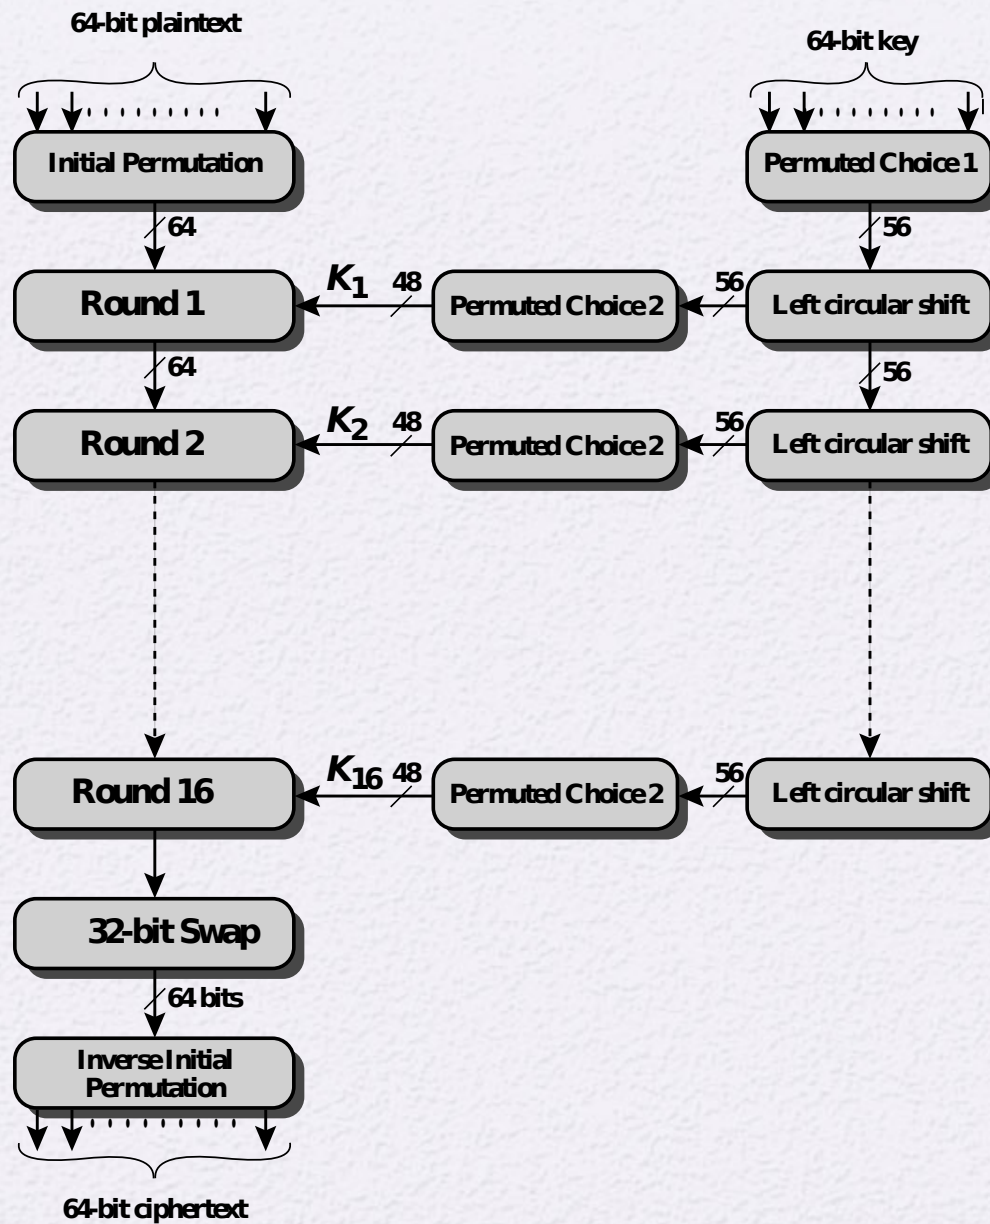 64-bit plaintext
64-bit key
Initial Permutation
Permuted Choice 1
64
56
Round 1
K1
48
Permuted Choice 2
56
Left circular shift
64
56
Round 2
K2
48
Permuted Choice 2
56
Left circular shift
Round 16
K16
48
Permuted Choice 2
56
Left circular shift
32-bit Swap
64 bits
Inverse Initial
Permutation
64-bit ciphertext